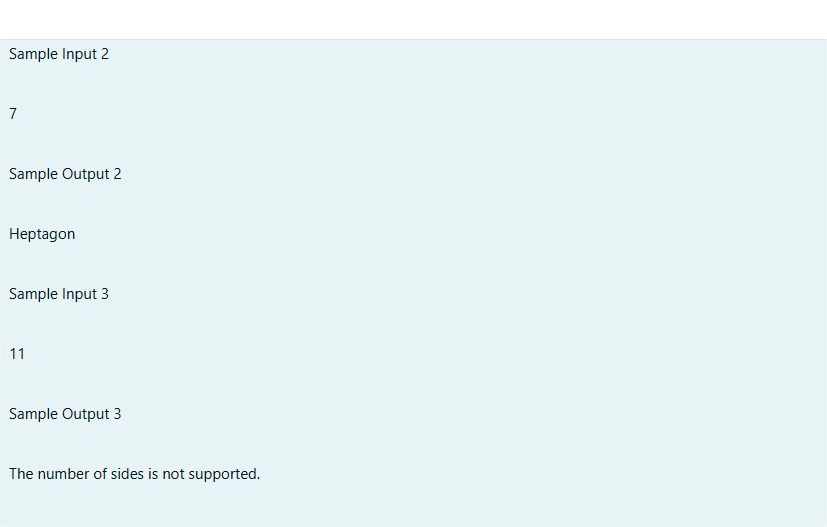 Sample Input 2
7
Sample Output 2
Heptagon
Sample Input 3
11
Sample Output 3
The number of sides is not supported.